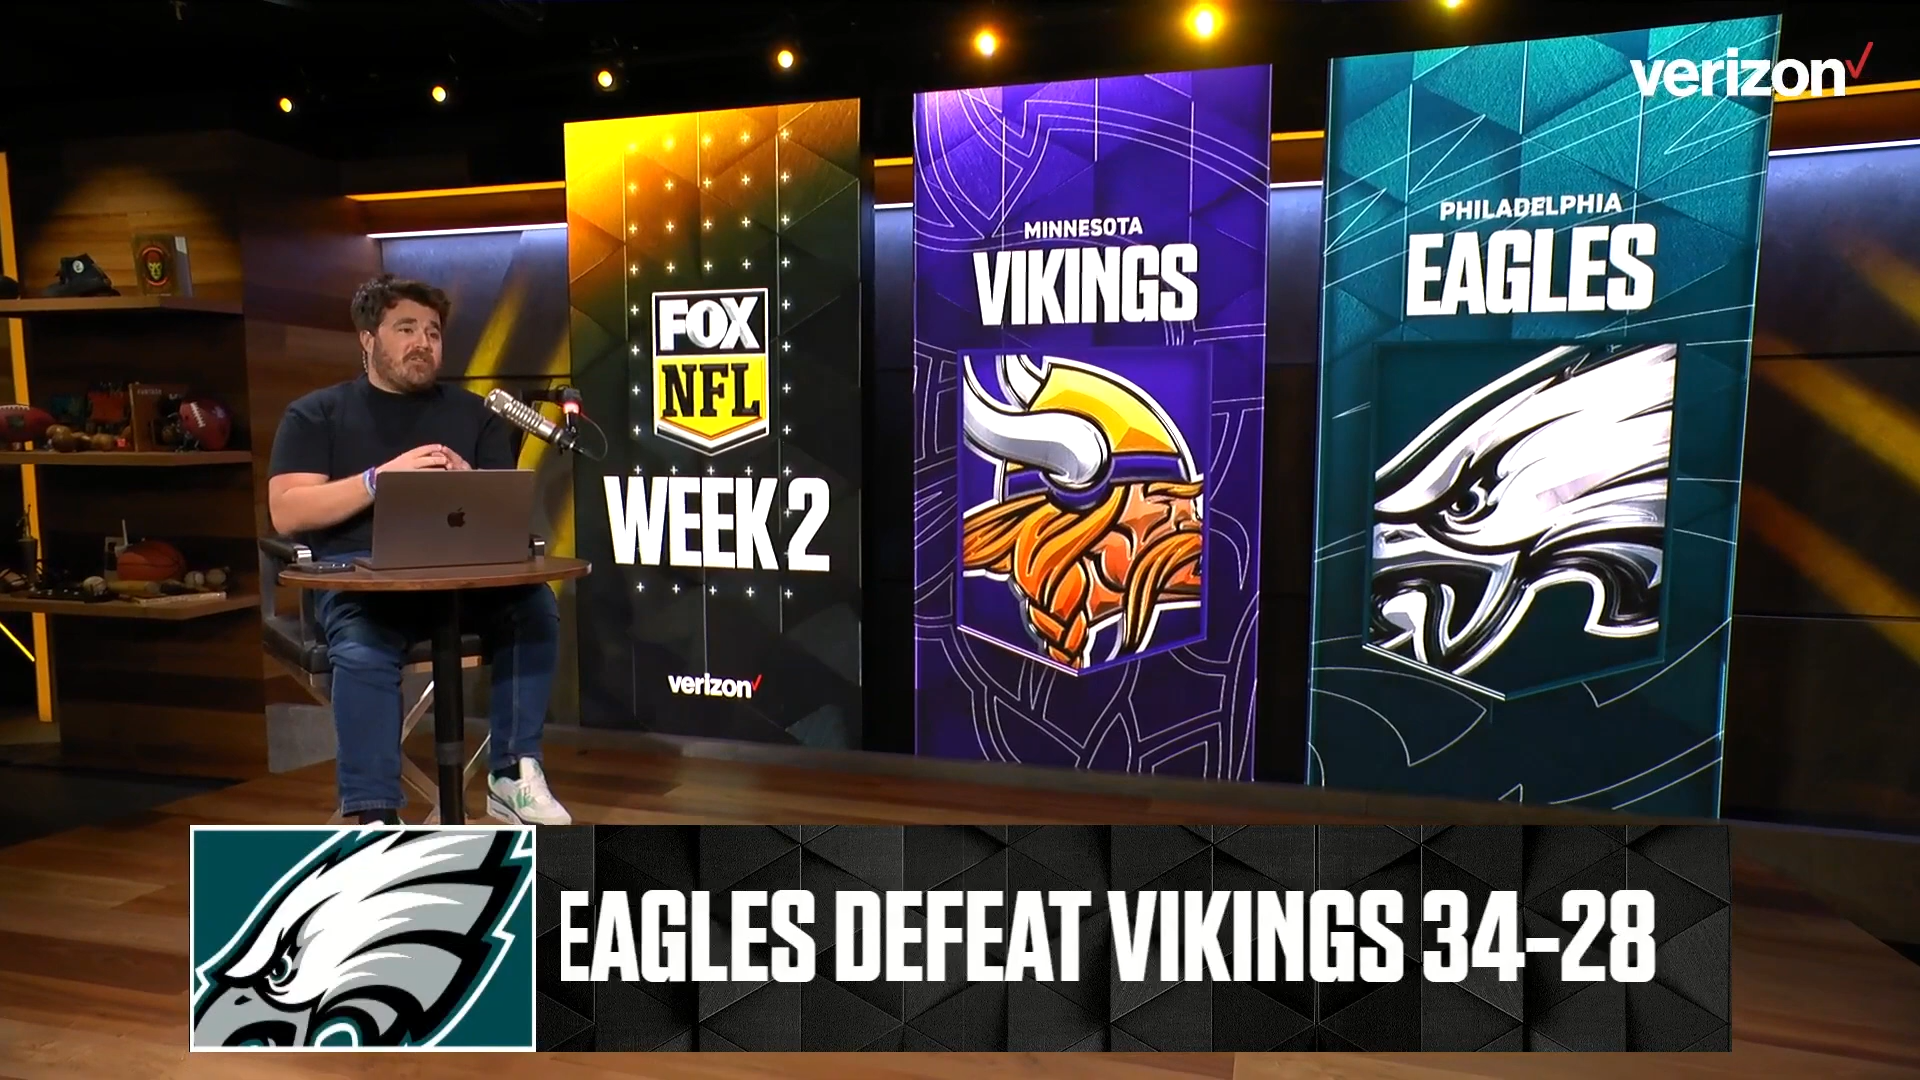 verizon
FOX
NFL
WEEK 2
verizon
MINNESOTA
VIKINGS
PHILADELPHIA
EAGLES
EAGLES DEFEAT VIKINGS 34-28